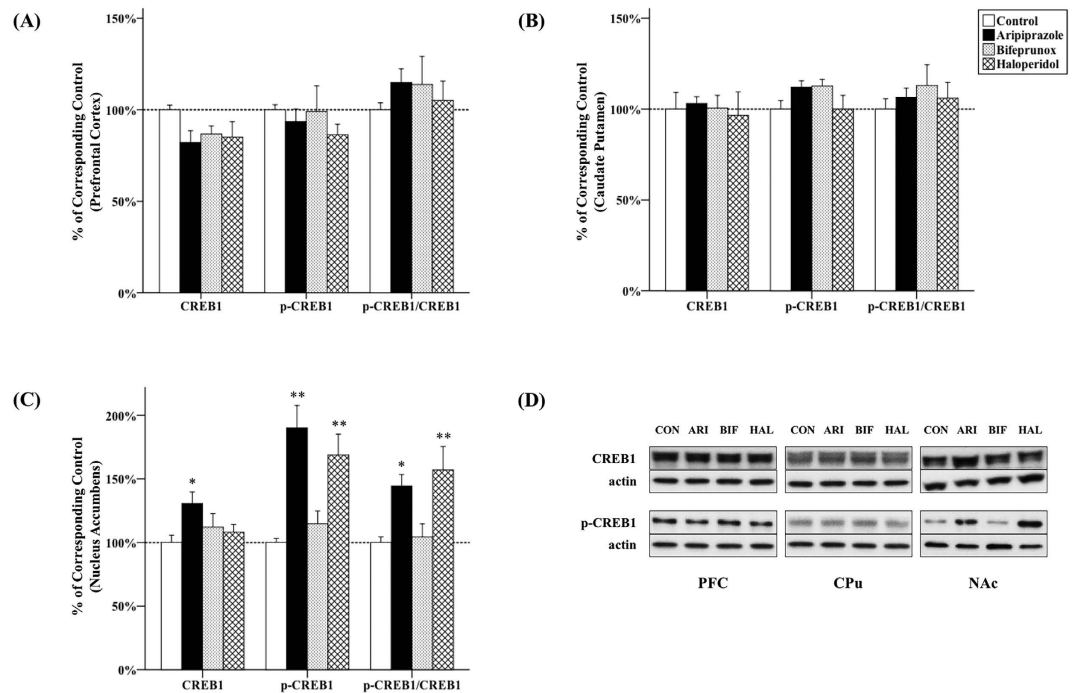 (A)
150%
100%
50%
0%
% of Corresponding Control
(Prefrontal Cortex)
CREB1 p-CREB1 p-CREB1/CREB1
(B)
150%
100%
50%
0%
% of Corresponding Control
(Caudate Putamen)
CREB1 p-CREB1 p-CREB1/CREB1
Control
Aripiprazole
Bifeprunox
Haloperidol
(C)
200%
150%
100%
50%
0%
% of Corresponding Control
(Nucleus Accumbens)
* ** ** * **
CREB1 p-CREB1 p-CREB1/CREB1
(D)
CON ARI BIF HAL CON ARI BIF HAL CON ARI BIF HAL
CREB1
actin
p-CREB1
actin
PFC CPu NAc